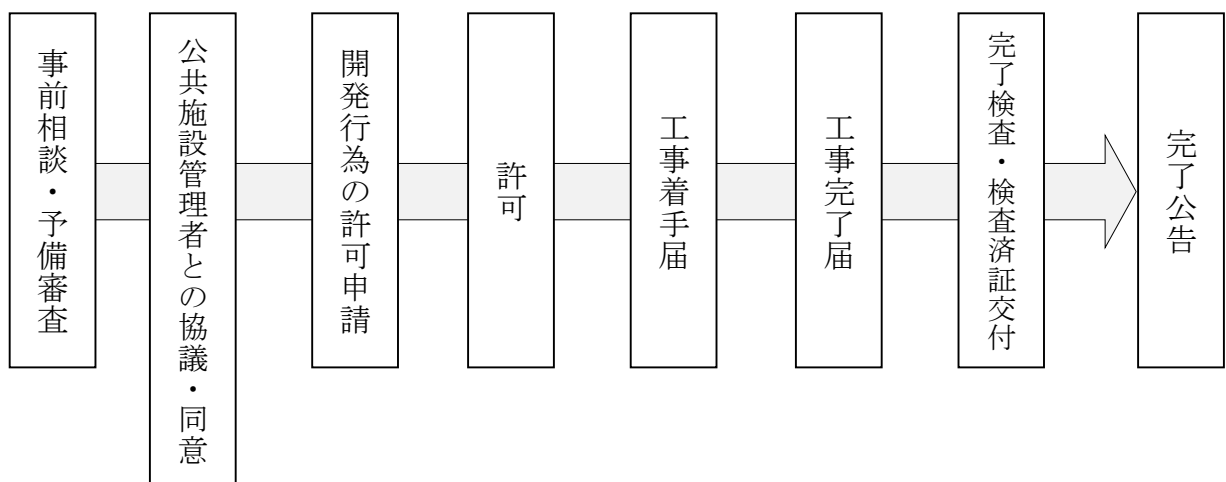 事前相談・予備審査
公共施設管理者との協議・同意
開発行為の許可申請
許可
工事着手届
工事完了届
完了検査・検査済証交付
完了公告